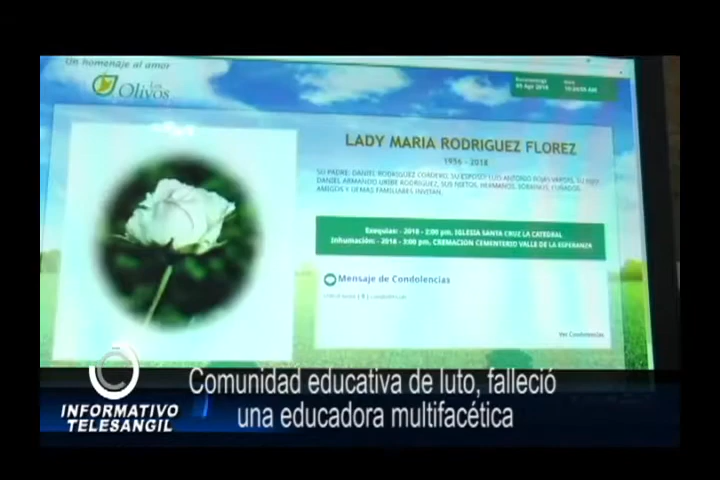 Un homenaje al amor
Los
Olivos
LADY MARIA RODRIGUEZ FLOREZ
1956 - 2018
SU PADRE: DANIEL RODRIGUEZ CORDERO, SU ESPOSO: LUIS ANTONIO ROJAS VARGAS, SU HIJO:
DANIEL ARMANDO URIBE RODRIGUEZ, SUS NIETOS, HERMANOS, SOBRINOS, CUÑADOS,
AMIGOS Y DEMAS FAMILIARES INVITAN.
Exequias: - 2018 - 2:00 pm, IGLESIA SANTA CRUZ LA CATEDRAL
Inhumación: - 2018 - 3:00 pm, CREMACION CEMENTERIO VALLE DE LA ESPERANZA
Mensaje de Condolencias
Ver Condolencias
Comunidad educativa de luto, falleció
una educadora multifacética
INFORMATIVO
TELESANGIL